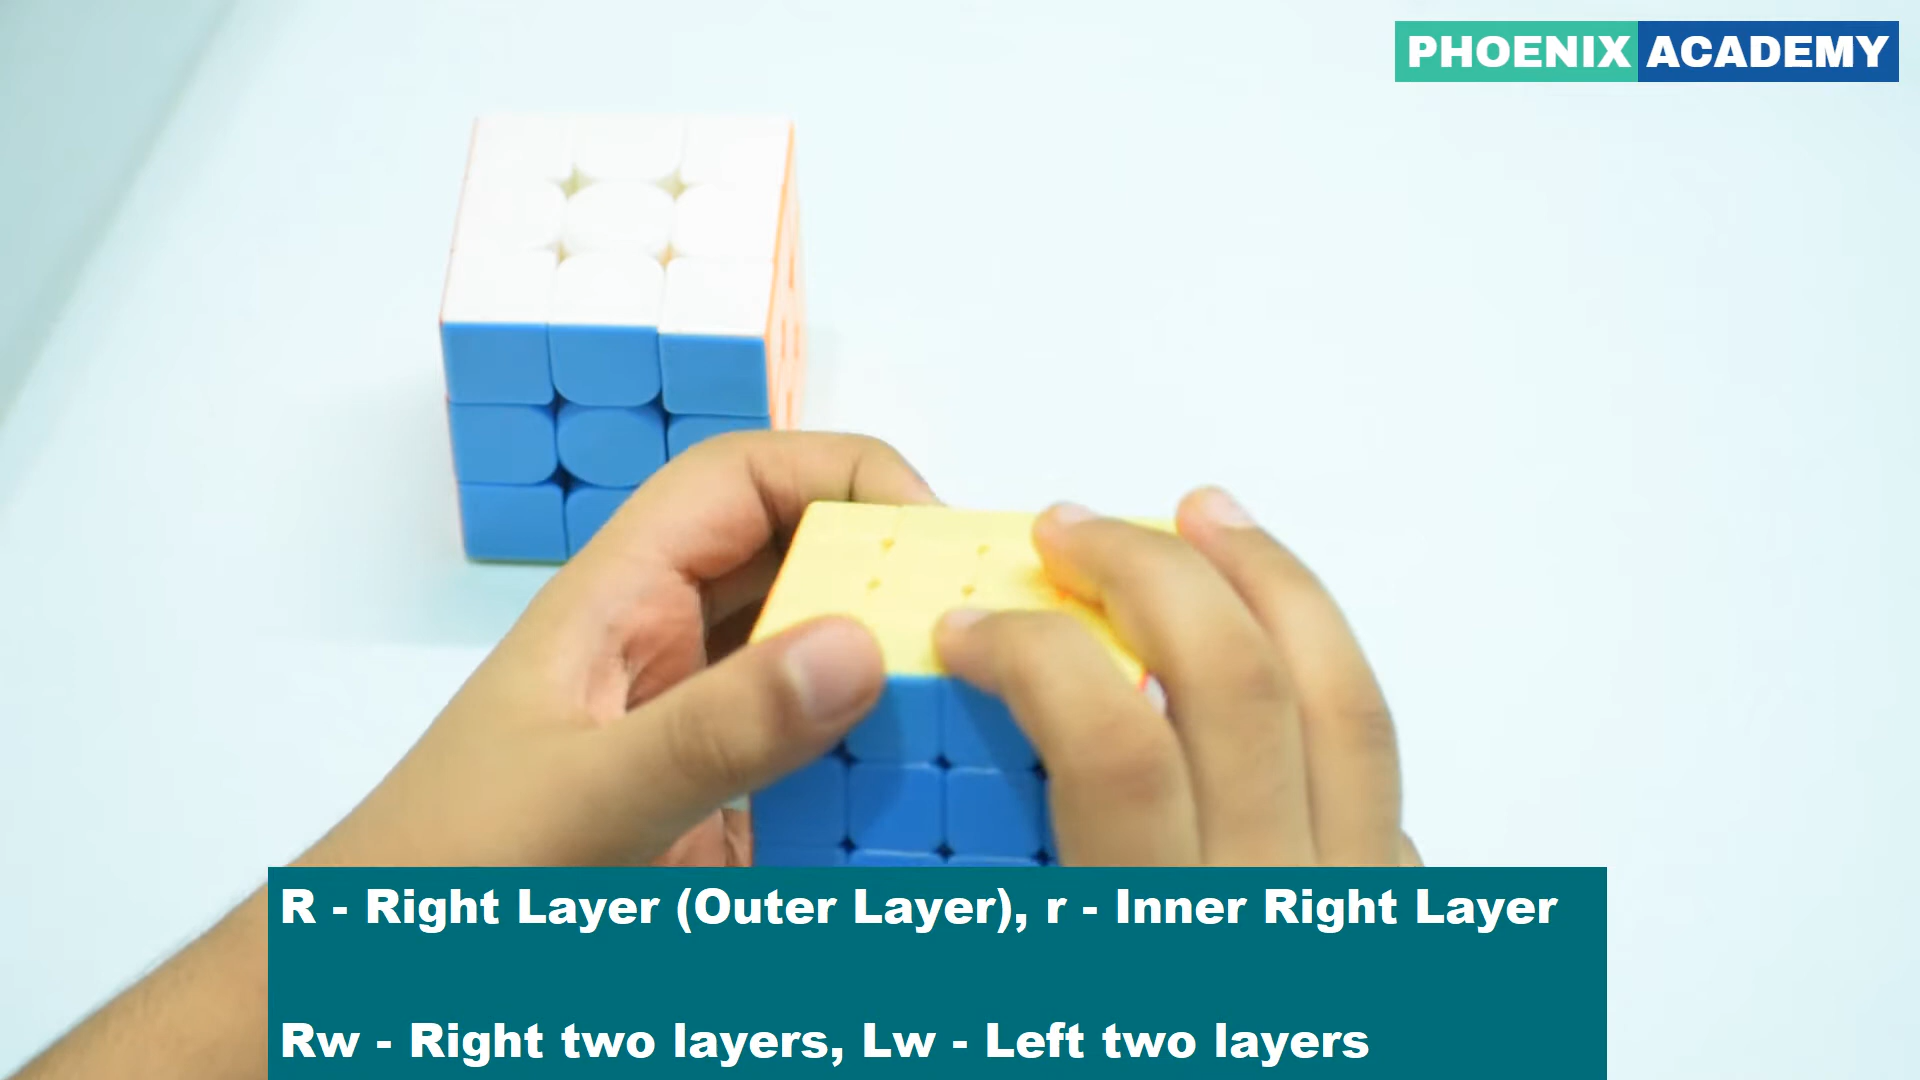 PHOENIX ACADEMY
R - Right Layer (Outer Layer), r - Inner Right Layer
Rw - Right two layers, Lw - Left two layers